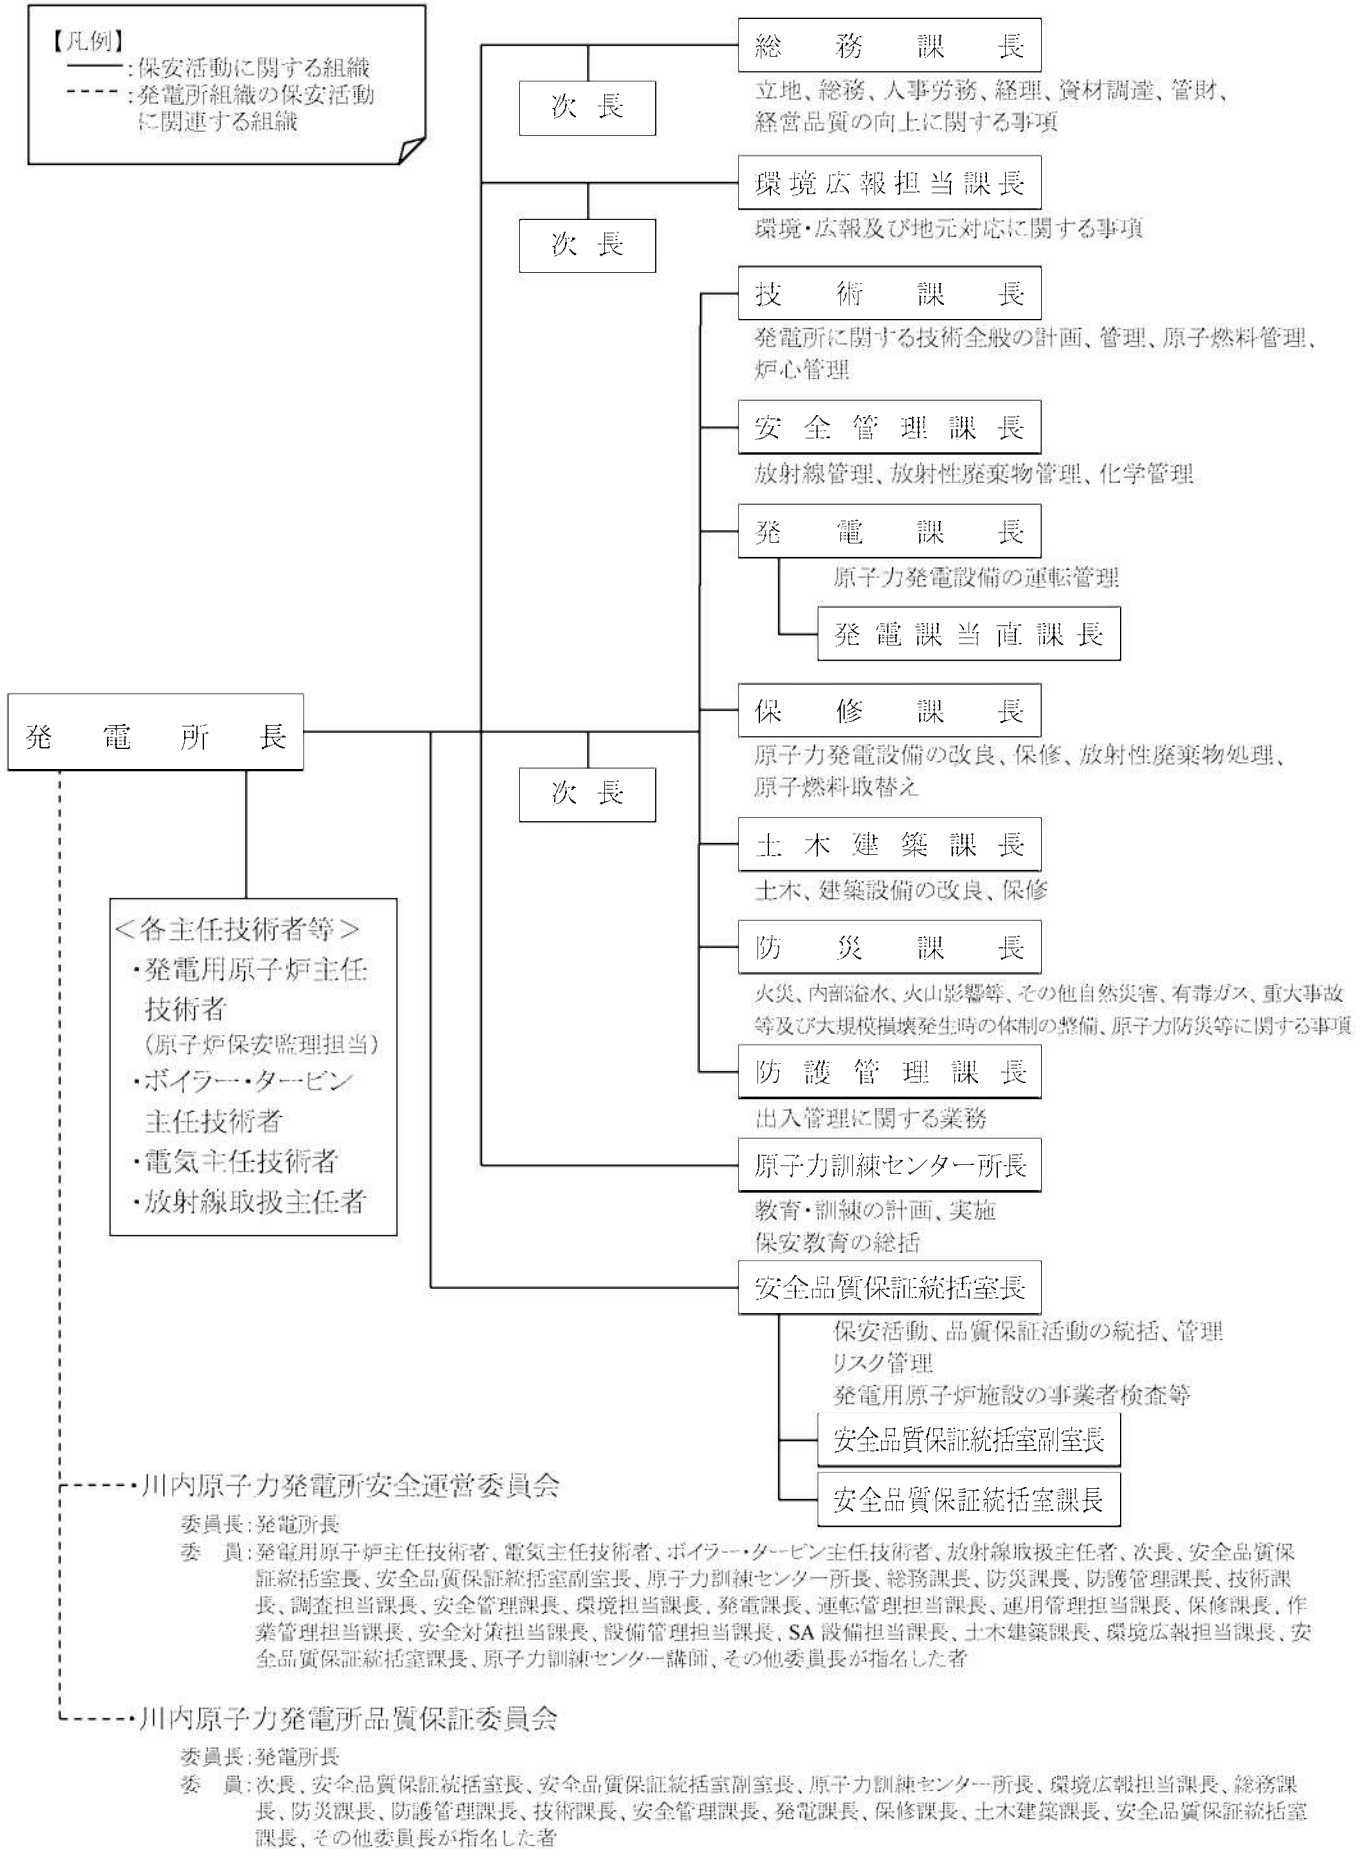 【凡例】
――:保安活動に関する組織
----:発電所組織の保安活動
に関連する組織
総務課長
次長
立地、総務、人事労務、経理、資材調達、管財、
経営品質の向上に関する事項
環境広報担当課長
次長
環境・広報及び地元対応に関する事項
技術課長
発電所に関する技術全般の計画、管理、原子燃料管理、
炉心管理
安全管理課長
放射線管理、放射性廃棄物管理、化学管理
発電課長
原子力発電設備の運転管理
発電課当直課長
保修課長
発電所長
原子力発電設備の改良、保修、放射性廃棄物処理、
原子燃料取替え
次長
土木建築課長
土木、建築設備の改良、保修
防災課長
火災、内部溢水、火山影響等、その他自然災害、有毒ガス、重大事故
等及び大規模損壊発生時の体制の整備、原子力防災等に関する事項
防護管理課長
出入管理に関する業務
＜各主任技術者等＞
・発電用原子炉主任
技術者
(原子炉保安監理担当)
・ボイラー・タービン
主任技術者
・電気主任技術者
・放射線取扱主任者
原子力訓練センター所長
教育・訓練の計画、実施
保安教育の総括
安全品質保証統括室長
保安活動、品質保証活動の統括、管理
リスク管理
発電用原子炉施設の事業者検査等
安全品質保証統括室副室長
安全品質保証統括室課長
・川内原子力発電所安全運営委員会
委員長:発電所長
委　員:発電用原子炉主任技術者、電気主任技術者、ボイラー・タービン主任技術者、放射線取扱主任者、次長、安全品質保
証統括室長、安全品質保証統括室副室長、原子力訓練センター所長、総務課長、防災課長、防護管理課長、技術課
長、調査担当課長、安全管理課長、環境担当課長、発電課長、運転管理担当課長、運用管理担当課長、保修課長、作
業管理担当課長、安全対策担当課長、設備管理担当課長、SA 設備担当課長、土木建築課長、環境広報担当課長、安
全品質保証統括室課長、原子力訓練センター講師、その他委員長が指名した者
・川内原子力発電所品質保証委員会
委員長:発電所長
委　員:次長、安全品質保証統括室長、安全品質保証統括室副室長、原子力訓練センター所長、環境広報担当課長、総務課
長、防災課長、防護管理課長、技術課長、安全管理課長、発電課長、保修課長、土木建築課長、安全品質保証統括室
課長、その他委員長が指名した者